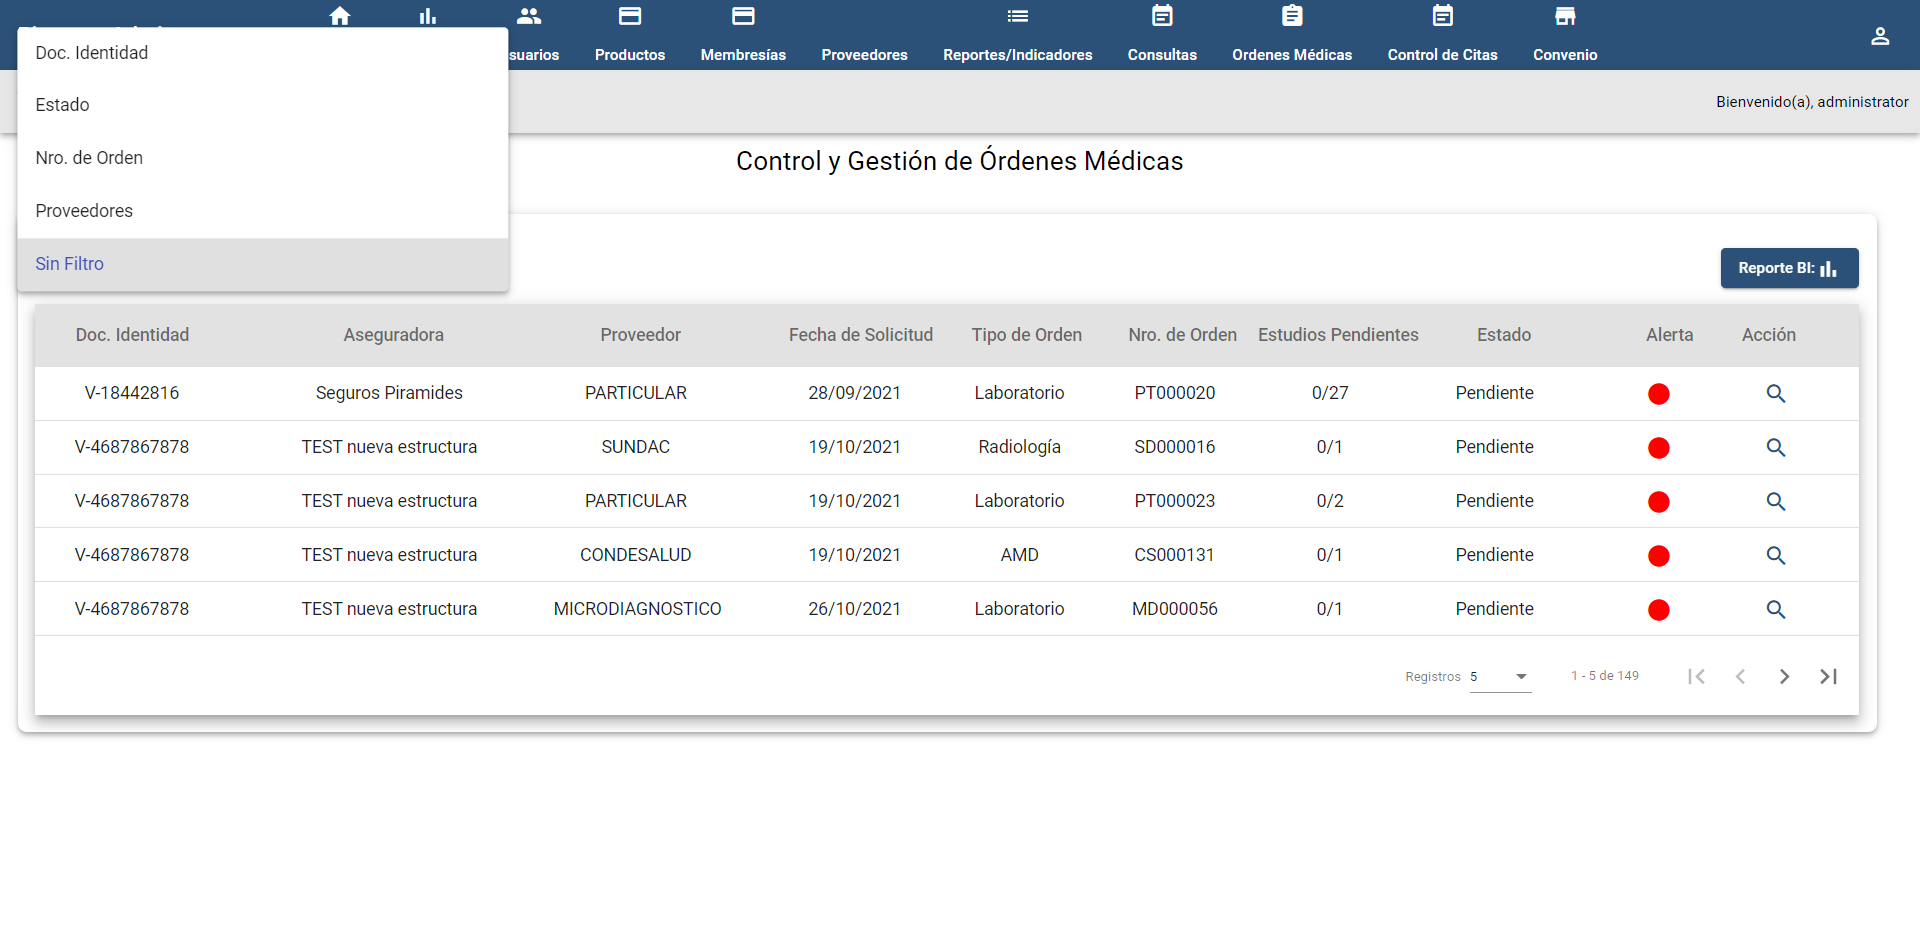 Productos
Membresías
Proveedores
Reportes/Indicadores
Consultas
Ordenes Médicas
Control de Citas
Convenio
Bienvenido(a), administrator
Doc. Identidad
Estado
Nro. de Orden
Proveedores
Sin Filtro
Control y Gestión de Órdenes Médicas
Reporte BI:
Doc. Identidad Aseguradora Proveedor Fecha de Solicitud Tipo de Orden Nro. de Orden Estudios Pendientes Estado Alerta Acción
V-18442816 Seguros Piramides PARTICULAR 28/09/2021 Laboratorio PT000020 0/27 Pendiente
V-4687867878 TEST nueva estructura SUNDAC 19/10/2021 Radiología SD000016 0/1 Pendiente
V-4687867878 TEST nueva estructura PARTICULAR 19/10/2021 Laboratorio PT000023 0/2 Pendiente
V-4687867878 TEST nueva estructura CONDESALUD 19/10/2021 AMD CS000131 0/1 Pendiente
V-4687867878 TEST nueva estructura MICRODIAGNOSTICO 26/10/2021 Laboratorio MD000056 0/1 Pendiente
Registros 5 1 - 5 de 149